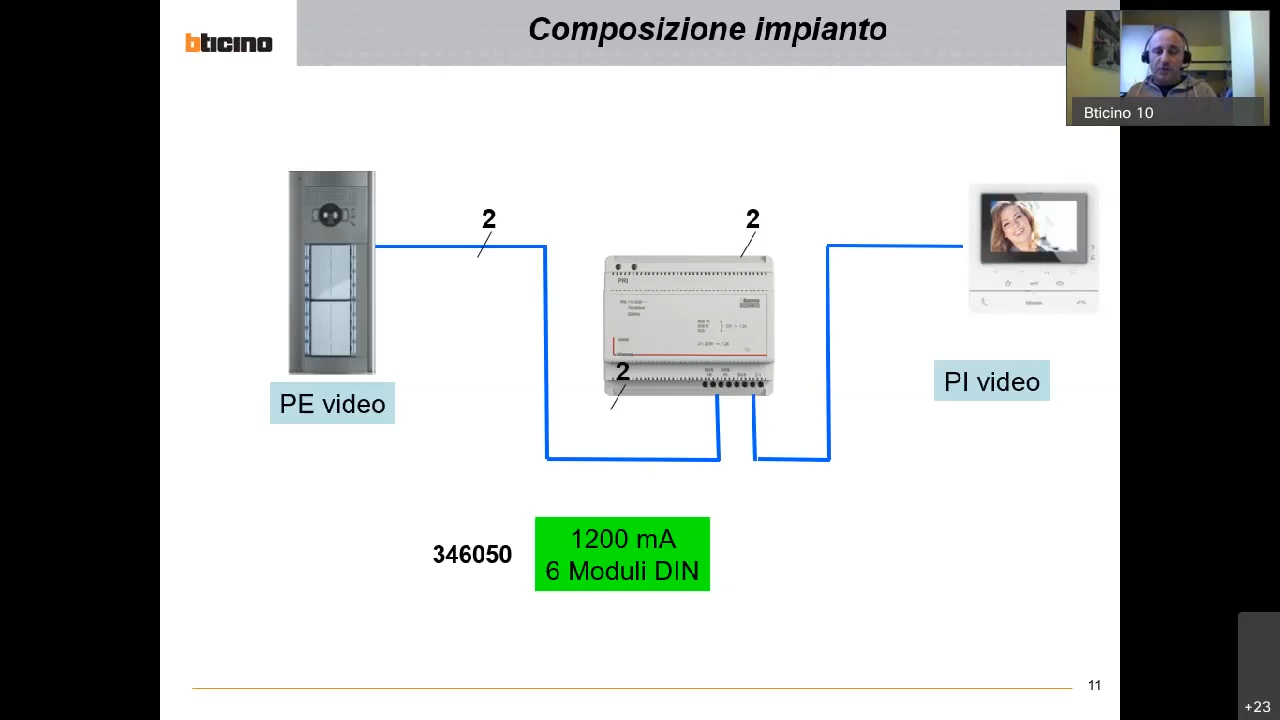 bticino
Composizione impianto
Bticino 10
2
2
PRI
2
PE video
PI video
346050
1200 mA
6 Moduli DIN
11
+23